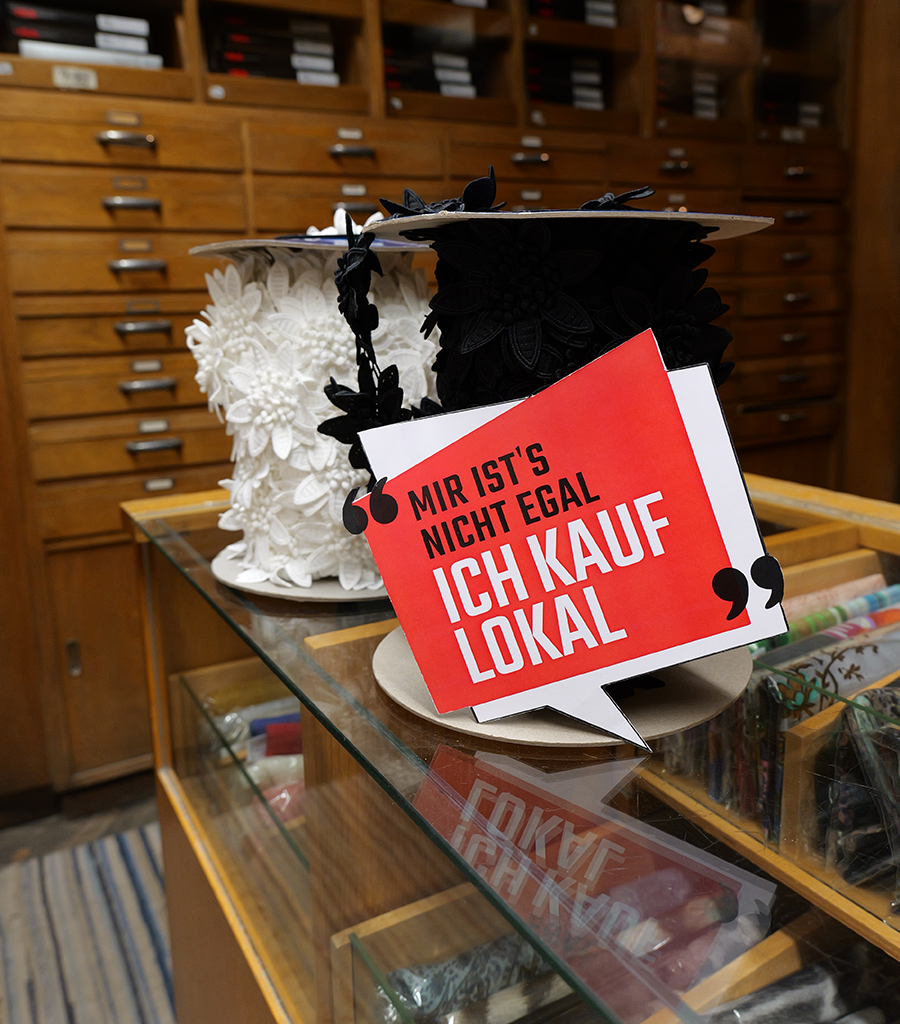 MIR IST'S
NICHT EGAL
ICH KAUF
LOKAL